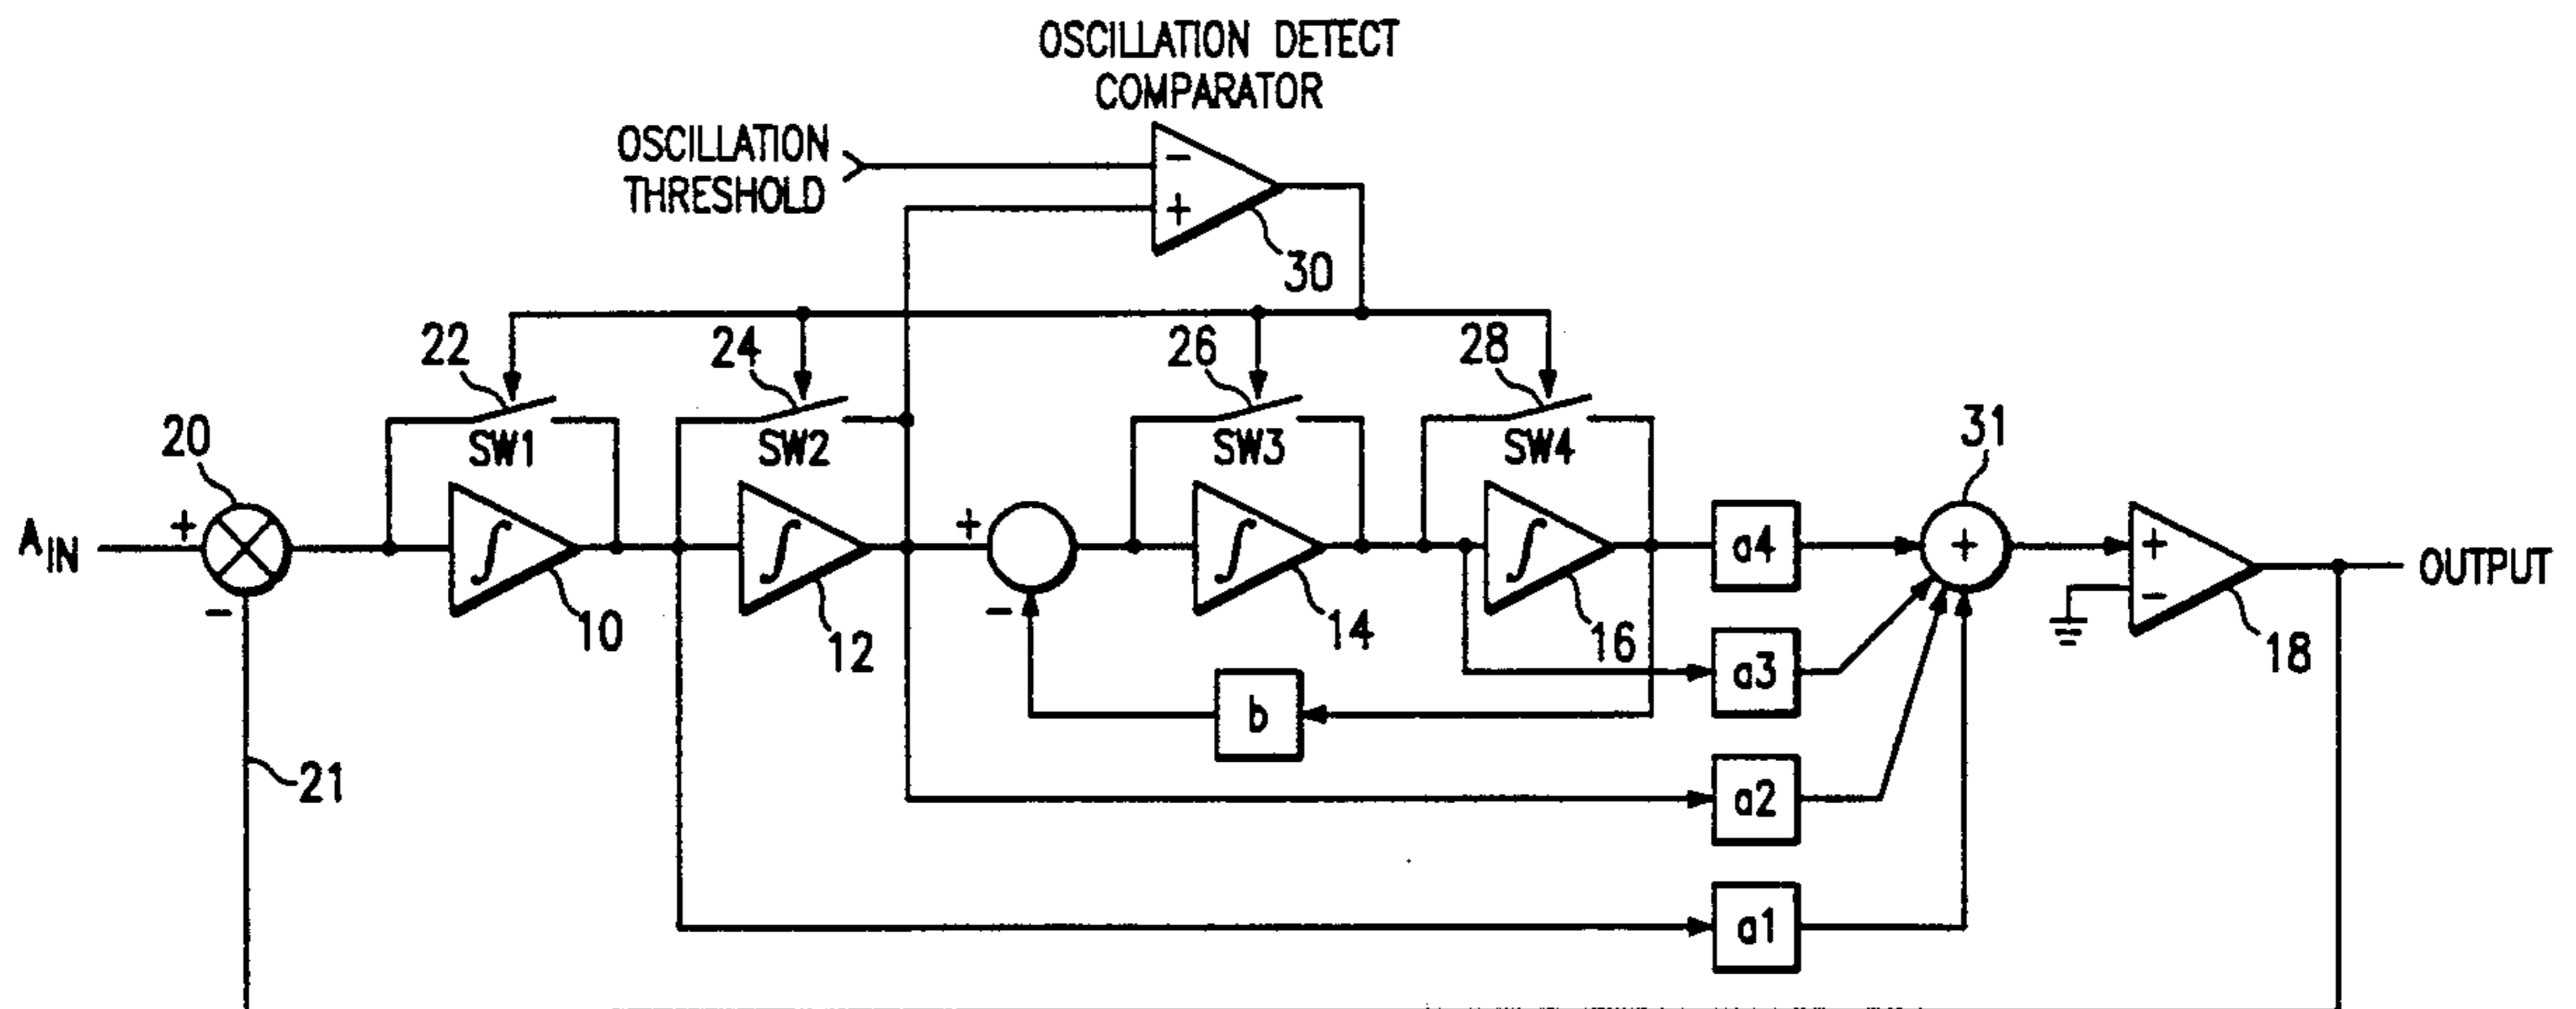 OSCILLATION DETECT
COMPARATOR
OSCILLATION
THRESHOLD
−
+
30
22
24
26
28
SW1
SW2
SW3
SW4
20
31
A_IN
+
−
∫
10
∫
12
+
−
∫
14
∫
16
a4
+
+
−
18
OUTPUT
a3
b
a2
21
a1